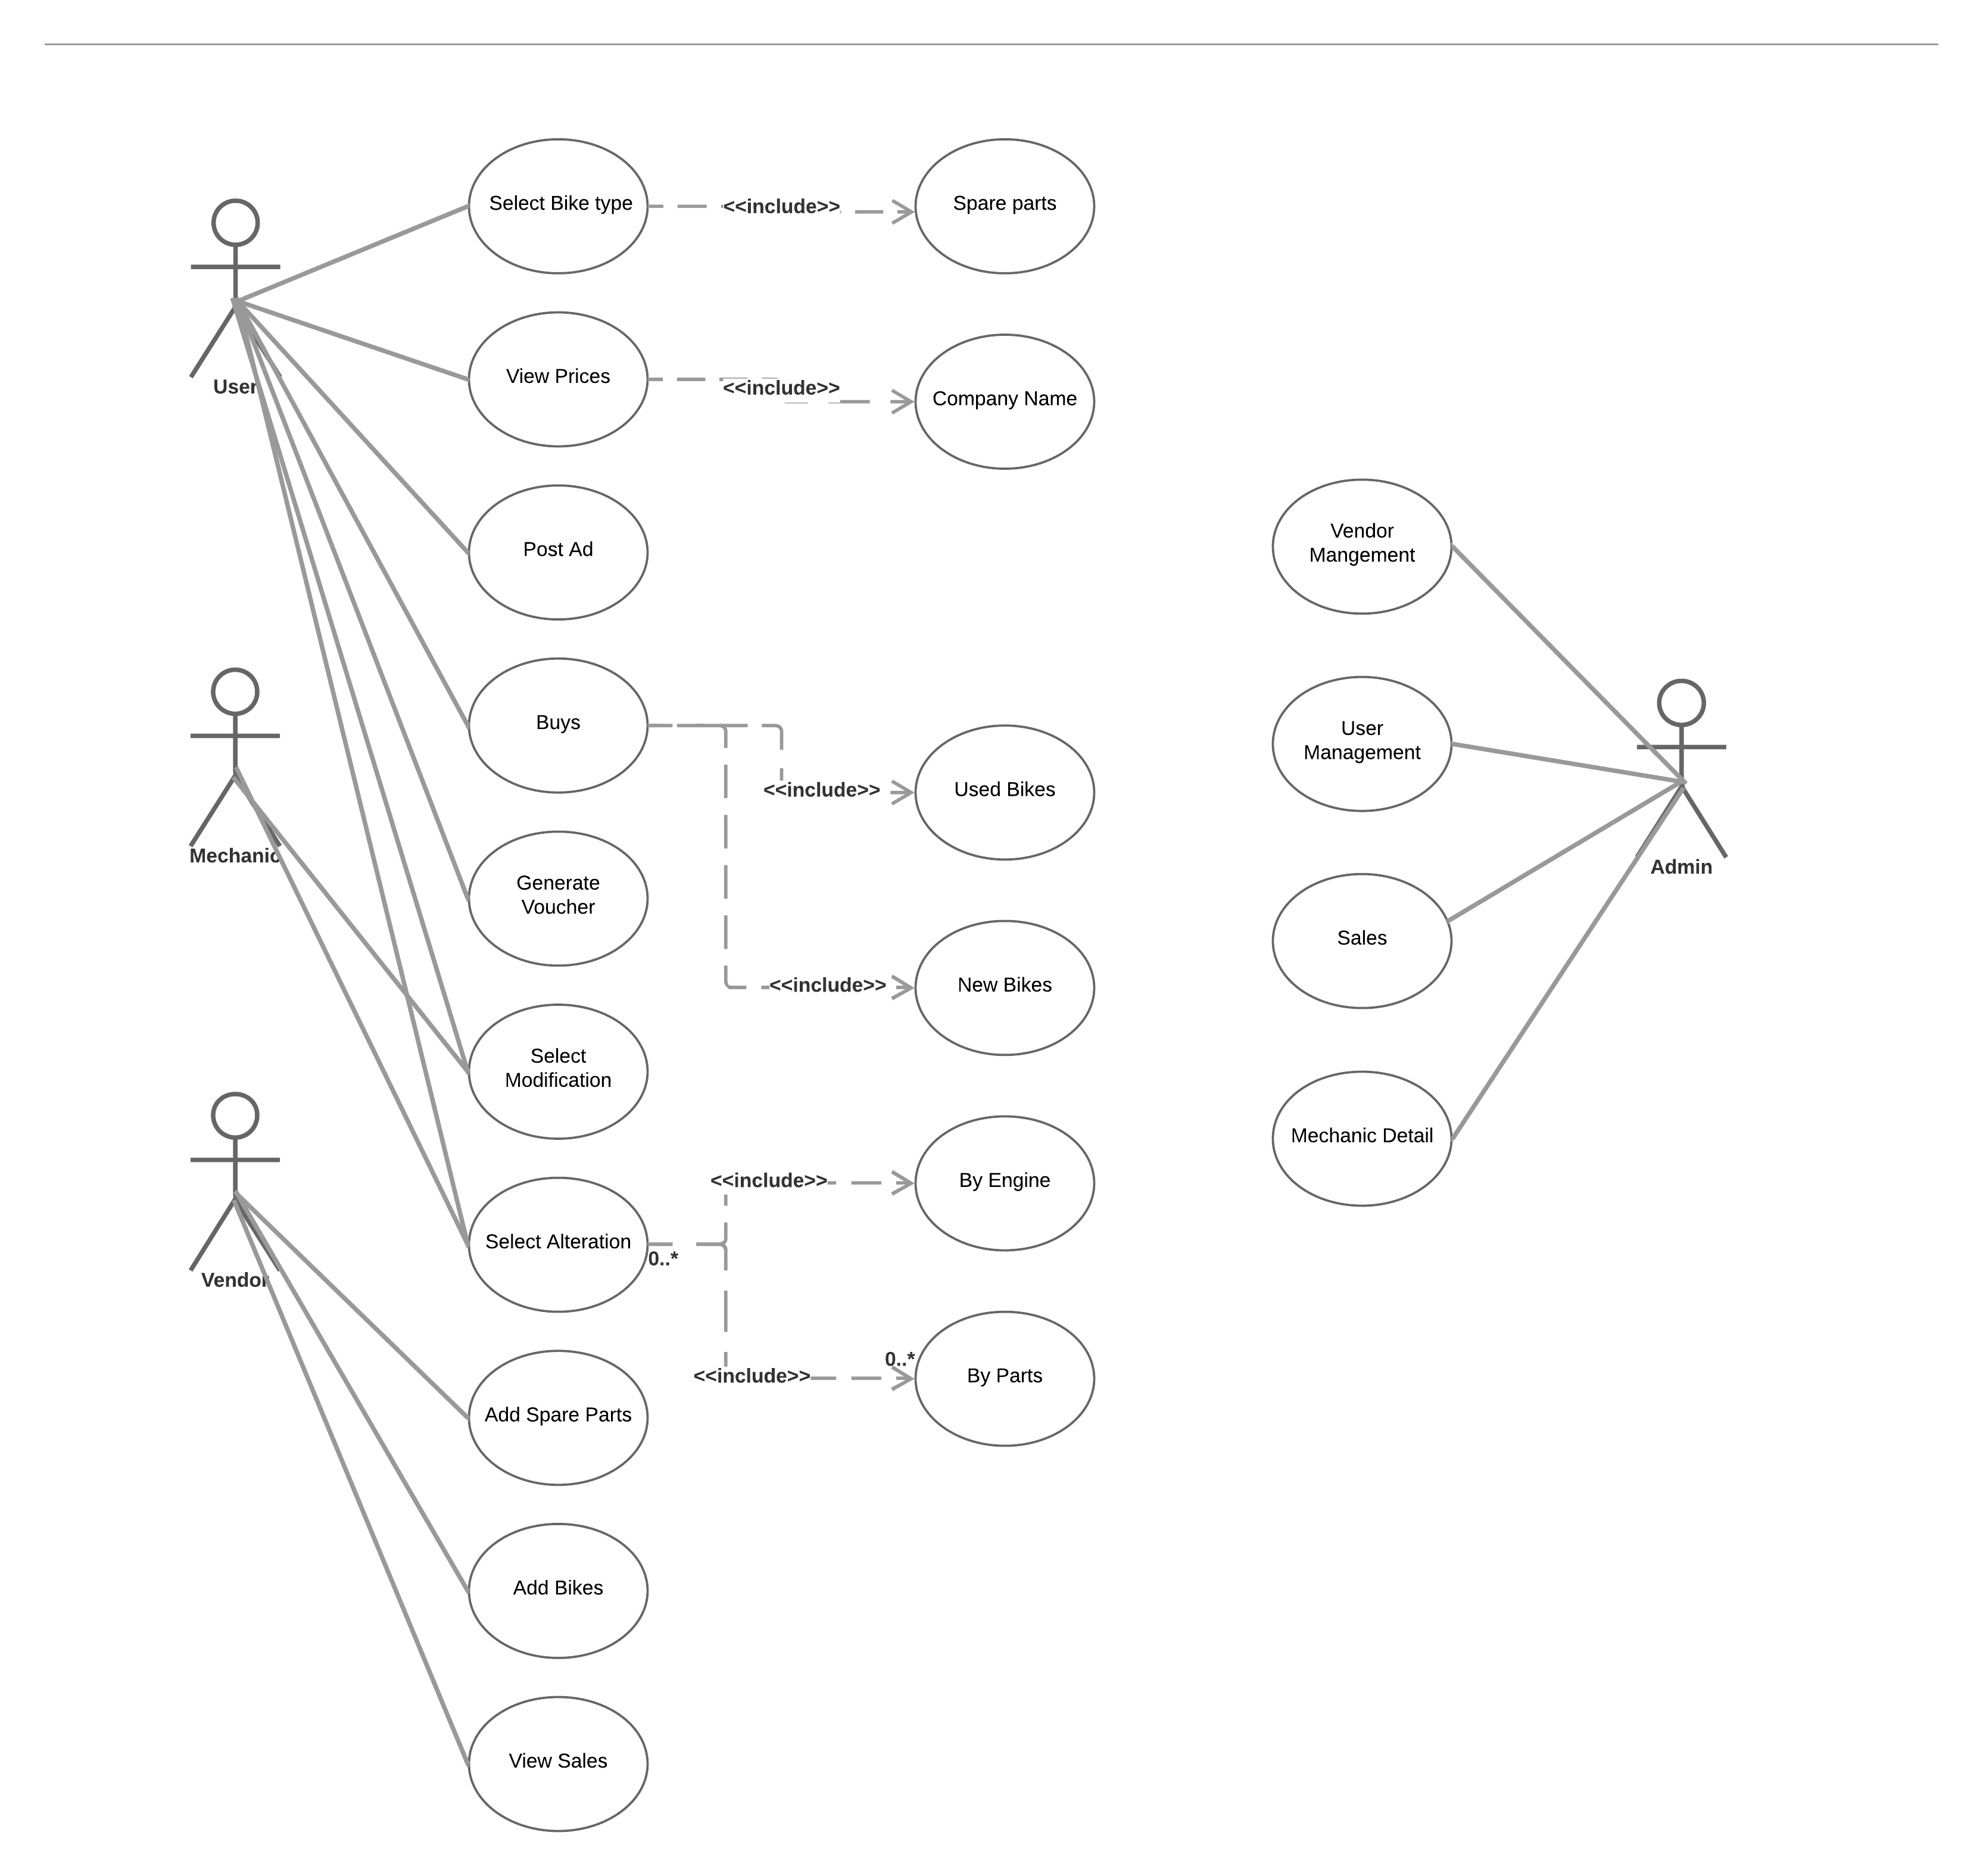 Select Bike type
<<include>>
Spare parts
User
View Prices
<<include>>
Company Name
Post Ad
Vendor
Mangement
Buys
User
Management
<<include>>
Used Bikes
Mechanic
Admin
Generate
Voucher
Sales
<<include>>
New Bikes
Select
Modification
Mechanic Detail
<<include>>
By Engine
Select Alteration
0..*
Vendor
0..*
<<include>>
By Parts
Add Spare Parts
Add Bikes
View Sales